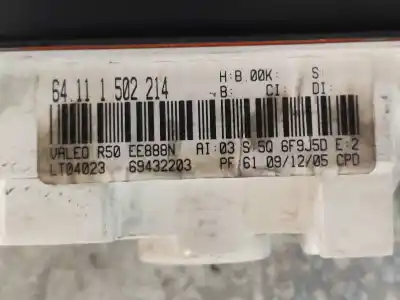 64.11 1 502 214 H:B.00K: S
-B: CI: DI:
VALEO R50 EE888N AI:03 S:5Q 6F9J5D E:2
LT04023 69432203 PF/61 09/12/05 CPD